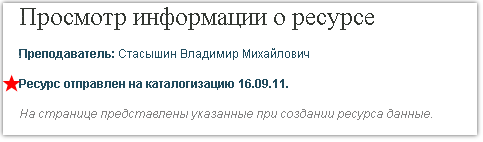 Просмотр информации о ресурсе
Преподаватель: Стасышин Владимир Михайлович
Ресурс отправлен на каталогизацию 16.09.11.
На странице представлены указанные при создании ресурса данные.